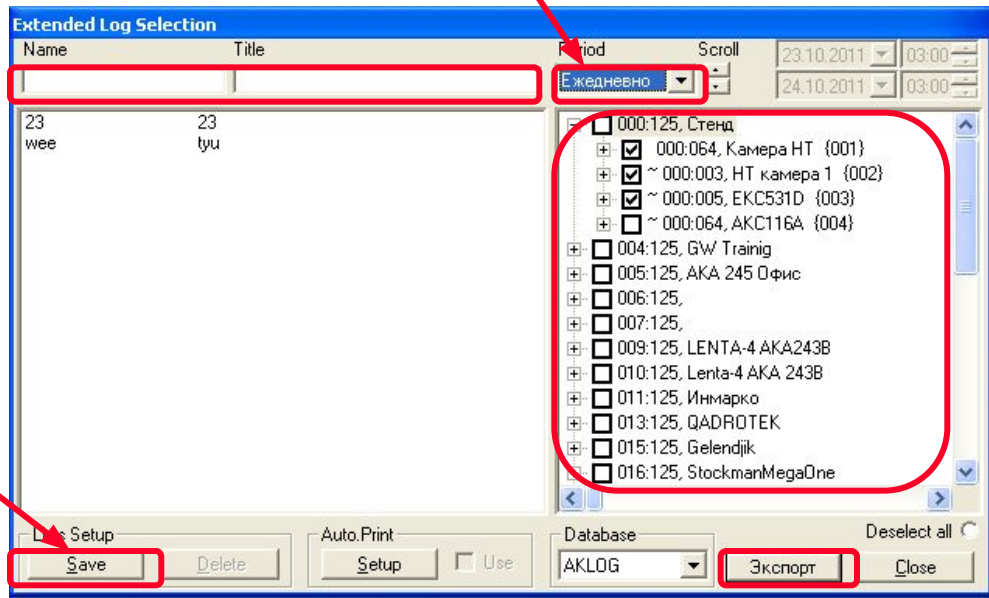 Extended Log Selection
Name Title Period Scroll 23.10.2011 03:00
Ежедневно 24.10.2011 03:00
23 23
wee tyu
000:125, Стенд
000:064, Камера НТ {001}
~ 000:003, НТ камера 1 {002}
~ 000:005, EKC531D {003}
~ 000:064, AKC116A {004}
004:125, GW Trainig
005:125, AKA 245 Офис
006:125,
007:125,
009:125, LENTA-4 AKA243B
010:125, Lenta-4 AKA 243B
011:125, Инмарко
013:125, QADROTEK
015:125, Gelendjik
016:125, StockmanMegaOne
Setup Auto.Print Database Deselect all
Save Delete Setup Use AKLOG Экспорт Close